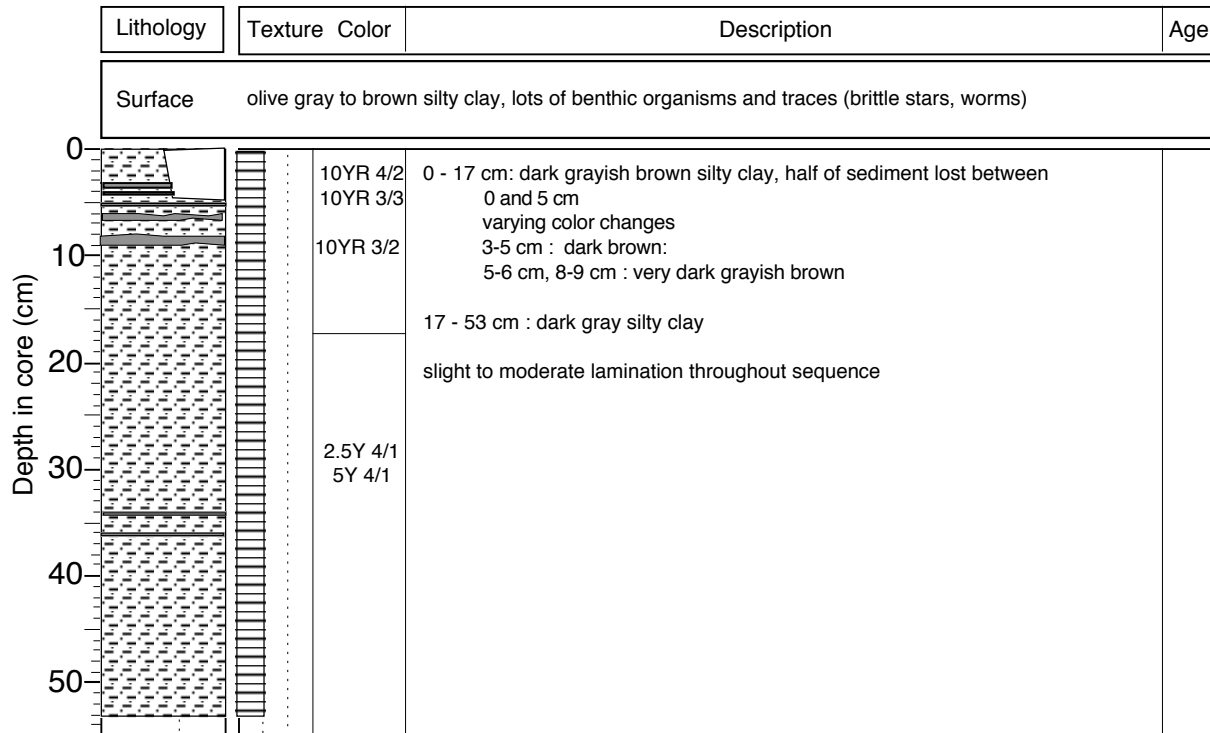 Lithology Texture Color Description Age
Surface olive gray to brown silty clay, lots of benthic organisms and traces (brittle stars, worms)
Depth in core (cm)
0
10
20
30
40
50
10YR 4/2
10YR 3/3
10YR 3/2
2.5Y 4/1
5Y 4/1
0 - 17 cm: dark grayish brown silty clay, half of sediment lost between
0 and 5 cm
varying color changes
3-5 cm : dark brown:
5-6 cm, 8-9 cm : very dark grayish brown
17 - 53 cm : dark gray silty clay
slight to moderate lamination throughout sequence